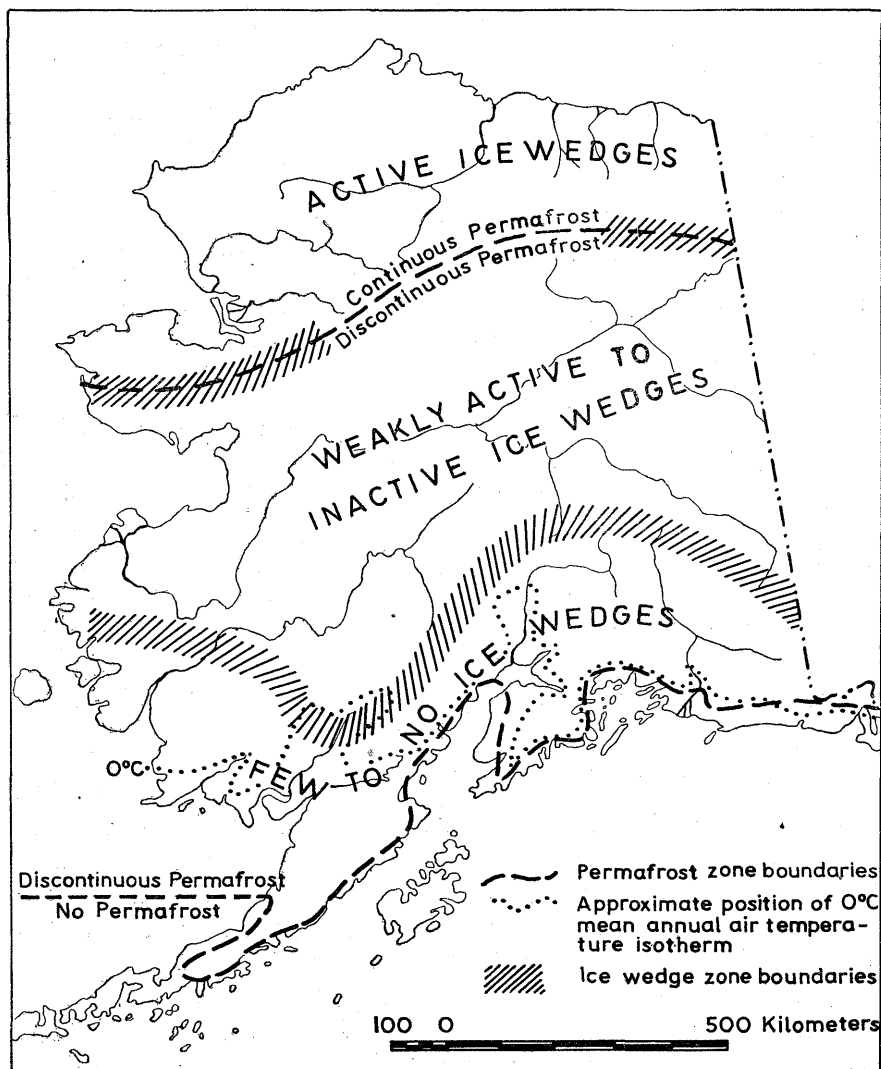 ACTIVE ICE WEDGES
Continuous Permafrost
Discontinuous Permafrost
WEAKLY ACTIVE TO
INACTIVE ICE WEDGES
FEW TO NO ICE WEDGES
0°C
Discontinuous Permafrost
No Permafrost
Permafrost zone boundaries
Approximate position of 0°C
mean annual air tempera-
ture isotherm
Ice wedge zone boundaries
100 0 500 Kilometers